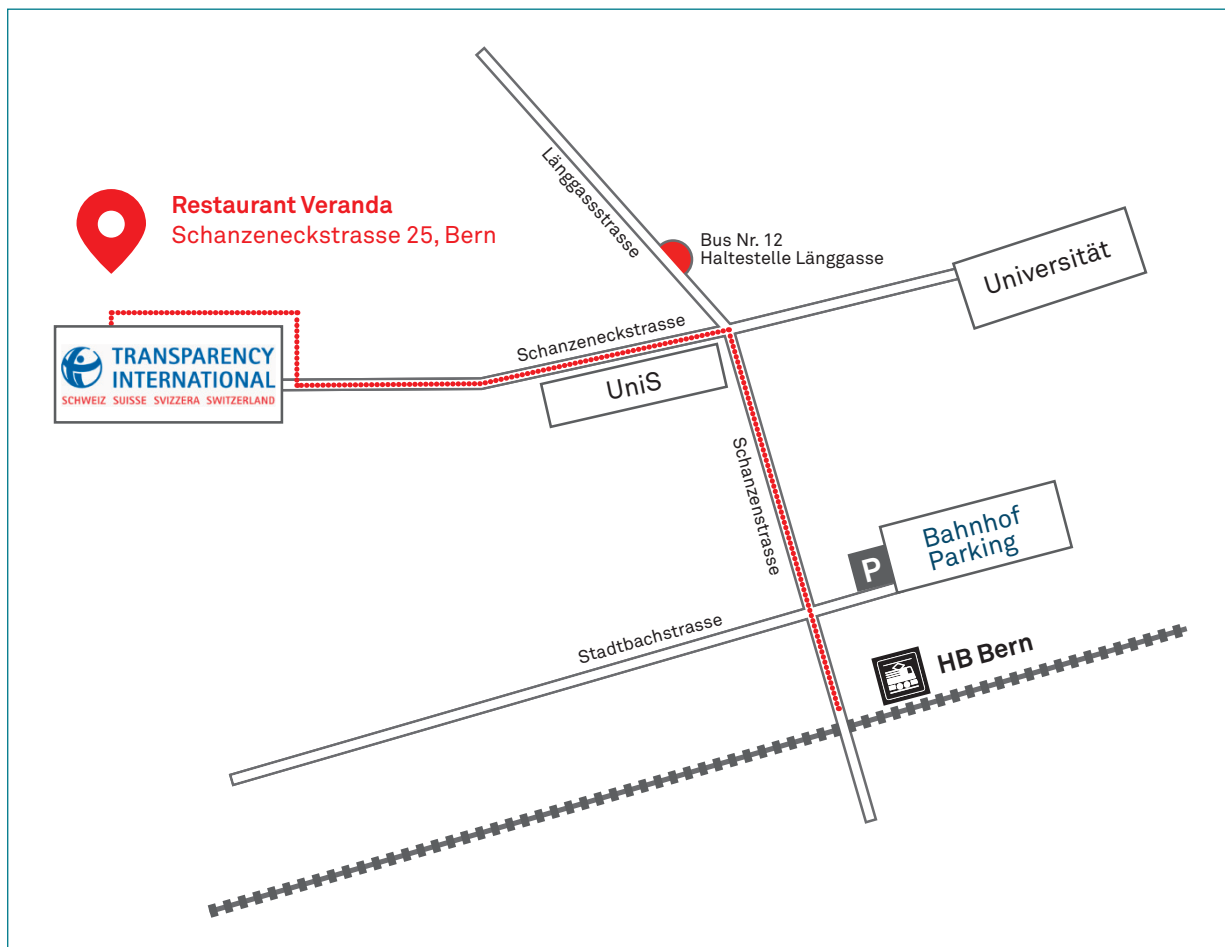 Restaurant Veranda
Schanzeneckstrasse 25, Bern
Länggassstrasse
Bus Nr. 12
Haltestelle Länggasse
Universität
Schanzeneckstrasse
TRANSPARENCY
INTERNATIONAL
SCHWEIZ SUISSE SVIZZERA SWITZERLAND
UniS
Schanzenstrasse
Bahnhof
Parking
P
Stadtbachstrasse
HB Bern